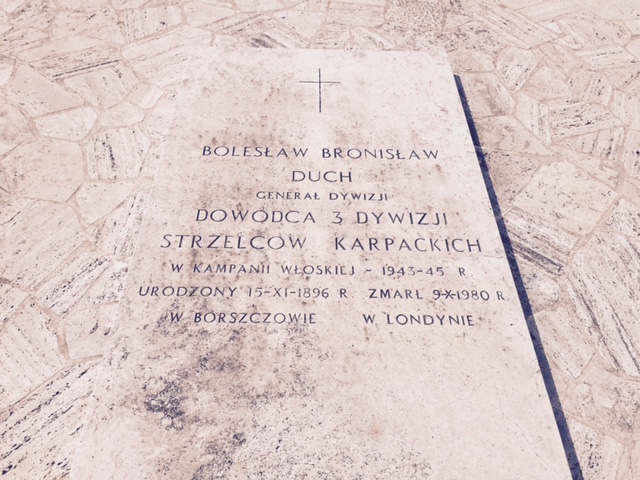 BOLESŁAW BRONISŁAW
DUCH
GENERAŁ DYWIZJI
DOWÓDCA 3 DYWIZJI
STRZELCÓW KARPACKICH
W KAMPANII WŁOSKIEJ - 1943-45 R.
URODZONY 15-XI-1896 R. ZMARŁ 9-X-1980 R.
W BORSZCZOWIE W LONDYNIE